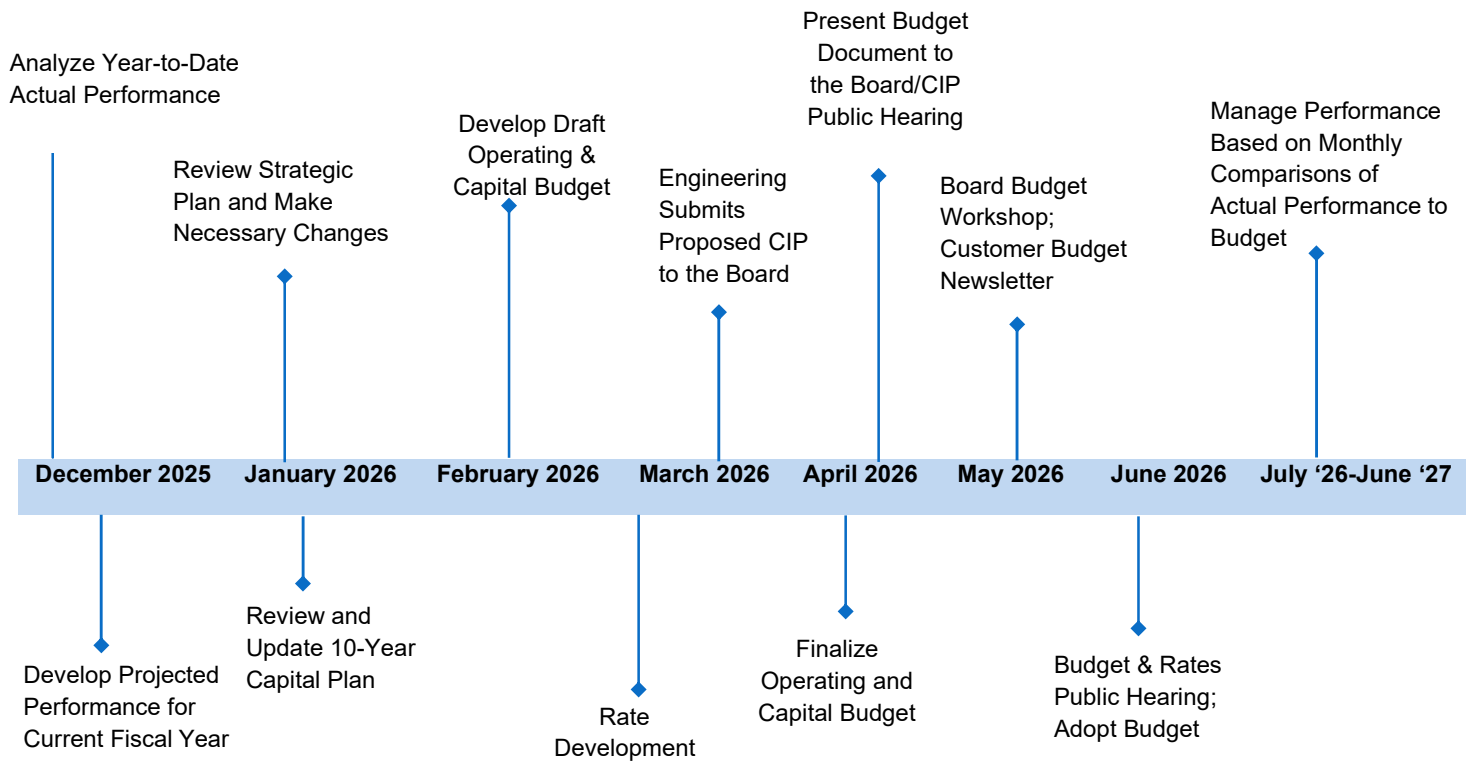 Analyze Year-to-Date
Actual Performance
Review Strategic
Plan and Make
Necessary Changes
Develop Draft
Operating &
Capital Budget
Engineering
Submits
Proposed CIP
to the Board
Present Budget
Document to
the Board/CIP
Public Hearing
Board Budget
Workshop;
Customer Budget
Newsletter
Manage Performance
Based on Monthly
Comparisons of
Actual Performance to
Budget
December 2025 January 2026 February 2026 March 2026 April 2026 May 2026 June 2026 July ‘26-June ‘27
Develop Projected
Performance for
Current Fiscal Year
Review and
Update 10-Year
Capital Plan
Rate
Development
Finalize
Operating and
Capital Budget
Budget & Rates
Public Hearing;
Adopt Budget